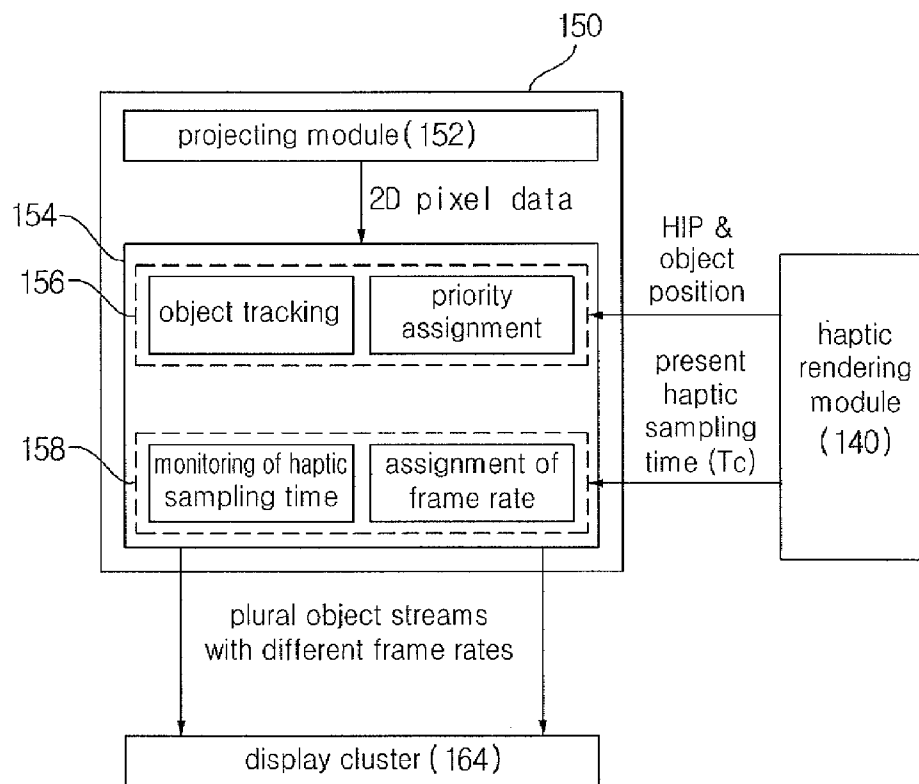 150
projecting module(152)
2D pixel data
154
156
object tracking
priority
assignment
HIP &
object
position
haptic
rendering
module
(140)
present
haptic
sampling
time (Tc)
158
monitoring of haptic
sampling time
assignment of
frame rate
plural object streams
with different frame rates
display cluster(164)